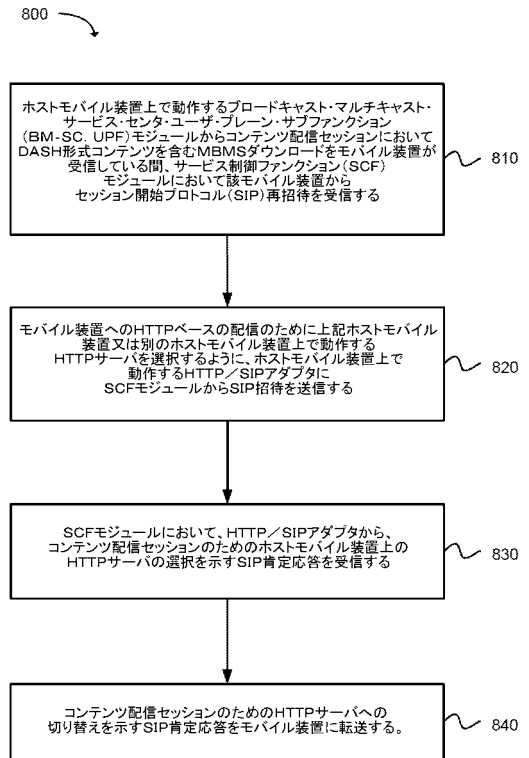 800
ホストモバイル装置上で動作するブロードキャスト・マルチキャスト・
サービス・センタ・ユーザ・プレーン・サブファンクション
(BM-SC. UPF)モジュールからコンテンツ配信セッションにおいて
DASH形式コンテンツを含むMBMSダウンロードをモバイル装置が
受信している間、サービス制御ファンクション(SCF)
モジュールにおいて該モバイル装置から
セッション開始プロトコル(SIP)再招待を受信する
810
モバイル装置へのHTTPベースの配信のために上記ホストモバイル
装置又は別のホストモバイル装置上で動作する
HTTPサーバを選択するように、ホストモバイル装置上で
動作するHTTP/SIPアダプタに
SCFモジュールからSIP招待を送信する
820
SCFモジュールにおいて、HTTP/SIPアダプタから、
コンテンツ配信セッションのためのホストモバイル装置上の
HTTPサーバの選択を示すSIP肯定応答を受信する
830
コンテンツ配信セッションのためのHTTPサーバへの
切り替えを示すSIP肯定応答をモバイル装置に転送する。
840